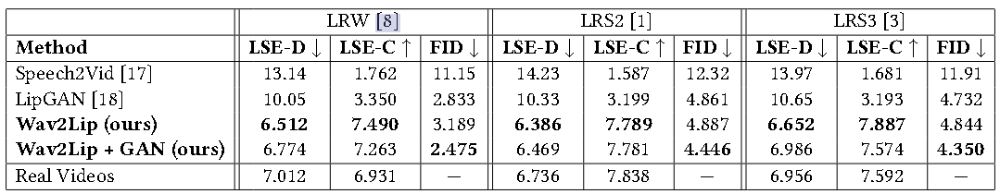 LRW [8] LRS2 [1] LRS3 [3]
Method LSE-D ↓ LSE-C ↑ FID ↓ LSE-D ↓ LSE-C ↑ FID ↓ LSE-D ↓ LSE-C ↑ FID ↓
Speech2Vid [17] 13.14 1.762 11.15 14.23 1.587 12.32 13.97 1.681 11.91
LipGAN [18] 10.05 3.350 2.833 10.33 3.199 4.861 10.65 3.193 4.732
Wav2Lip (ours) 6.512 7.490 3.189 6.386 7.789 4.887 6.652 7.887 4.844
Wav2Lip + GAN (ours) 6.774 7.263 2.475 6.469 7.781 4.446 6.986 7.574 4.350
Real Videos 7.012 6.931 — 6.736 7.838 — 6.956 7.592 —